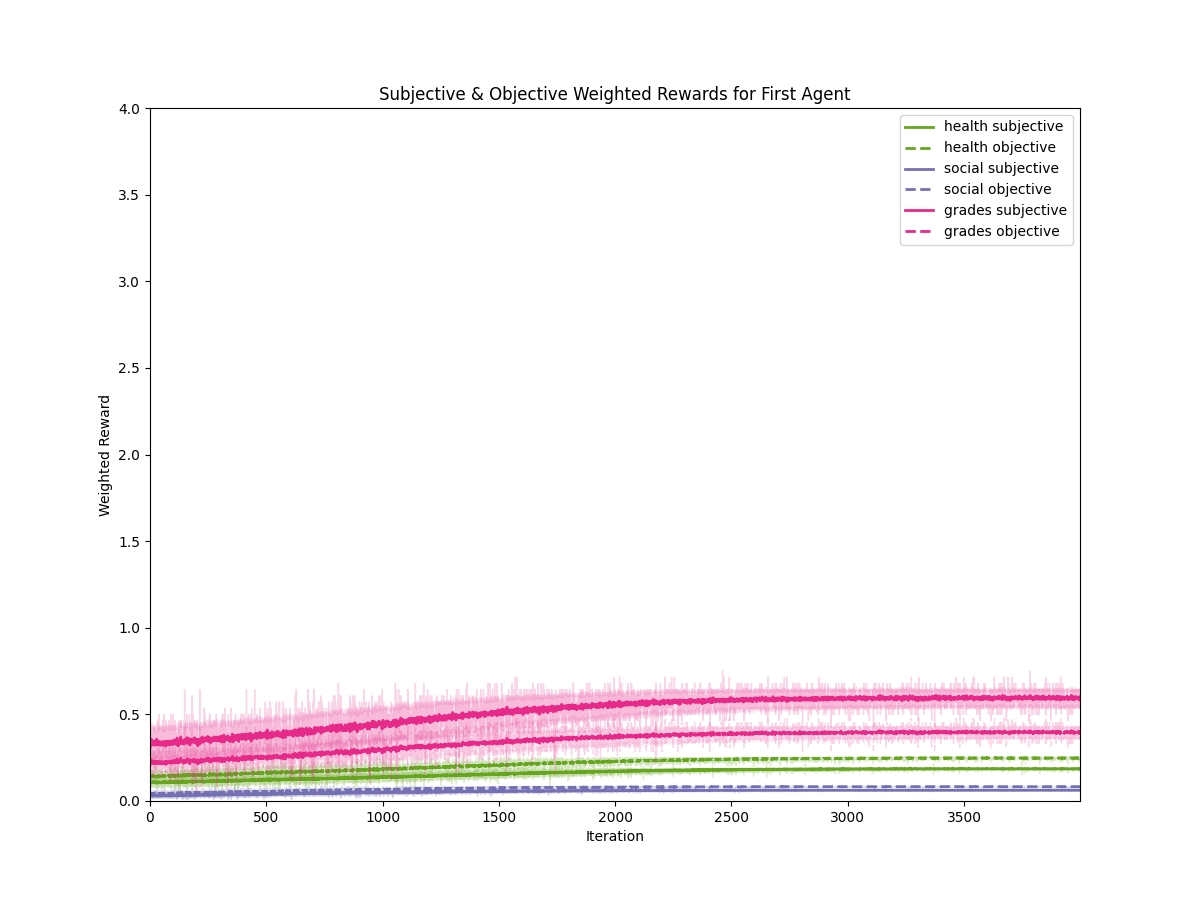 Subjective & Objective Weighted Rewards for First Agent
4.0
3.5
3.0
2.5
2.0
1.5
1.0
0.5
0.0
Weighted Reward
health subjective
health objective
social subjective
social objective
grades subjective
grades objective
0 500 1000 1500 2000 2500 3000 3500
Iteration